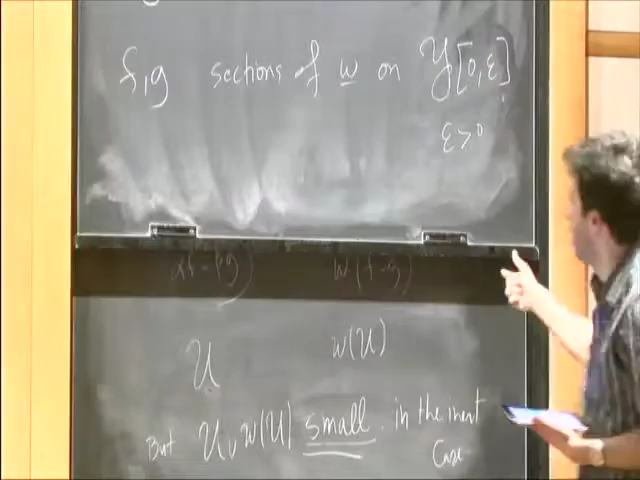 f, g sections of w on Y[0,ε]
ε>0
w(f-g)
U w(U)
But U ∪ w(U) small in the inert
Case